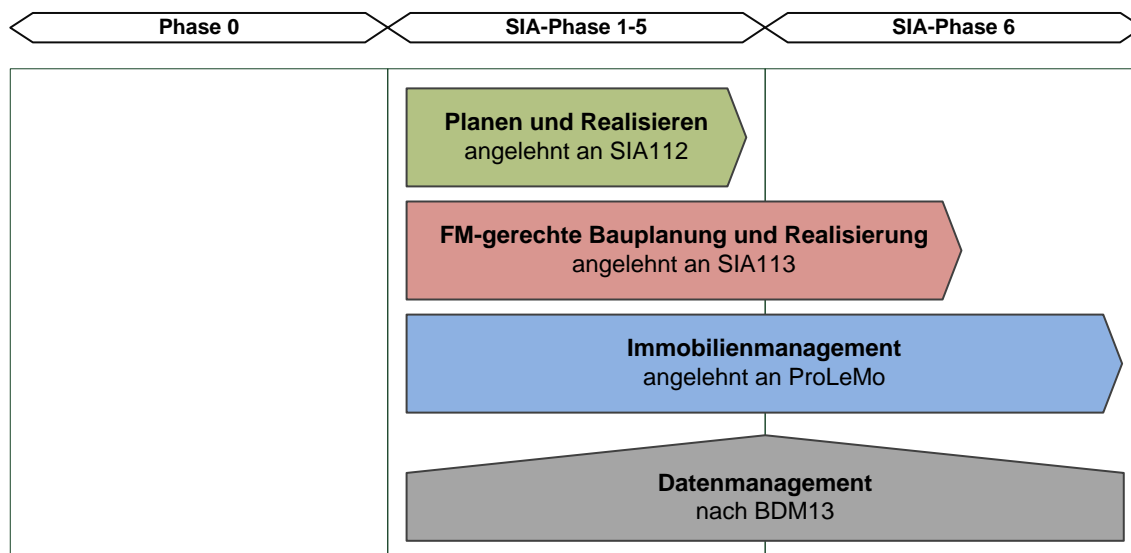 Phase 0
SIA-Phase 1-5
SIA-Phase 6
Planen und Realisieren
angelehnt an SIA112
FM-gerechte Bauplanung und Realisierung
angelehnt an SIA113
Immobilienmanagement
angelehnt an ProLeMo
Datenmanagement
nach BDM13